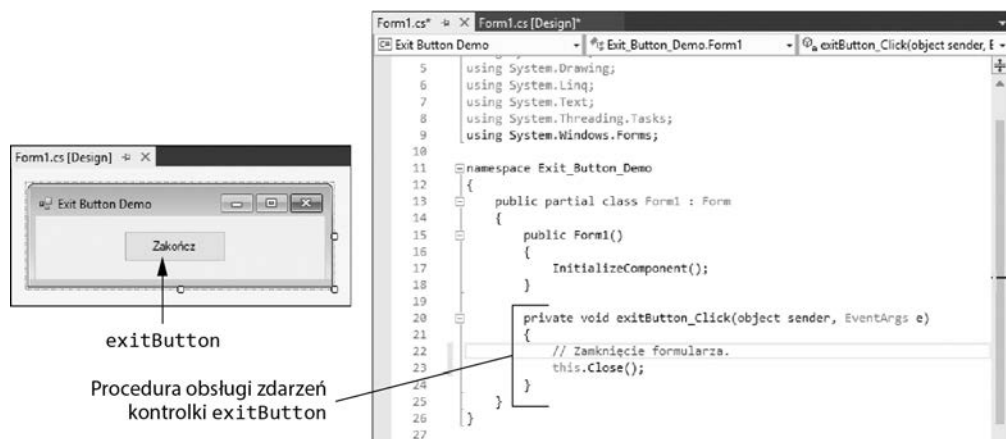 Form1.cs [Design]
Exit Button Demo
Zakończ
exitButton
Procedura obsługi zdarzeń
kontrolki exitButton
Form1.cs* Form1.cs [Design]*
C# Exit Button Demo Exit_Button_Demo.Form1 exitButton_Click(object sender, E
5 using System.Drawing;
6 using System.Linq;
7 using System.Text;
8 using System.Threading.Tasks;
9 using System.Windows.Forms;
10
11 namespace Exit_Button_Demo
12 {
13 public partial class Form1 : Form
14 {
15 public Form1()
16 {
17 InitializeComponent();
18 }
19
20 private void exitButton_Click(object sender, EventArgs e)
21 {
22 // Zamknięcie formularza.
23 this.Close();
24 }
25 }
26 }
27